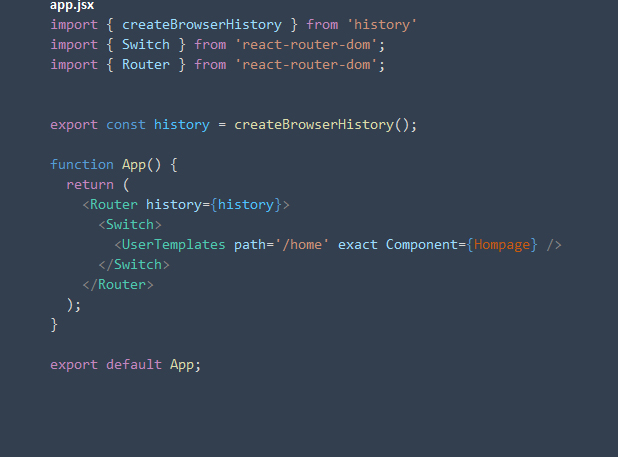 app.jsx
import { createBrowserHistory } from 'history'
import { Switch } from 'react-router-dom';
import { Router } from 'react-router-dom';
export const history = createBrowserHistory();
function App() {
return (
<Router history={history}>
<Switch>
<UserTemplates path='/home' exact Component={Hompage} />
</Switch>
</Router>
);
}
export default App;